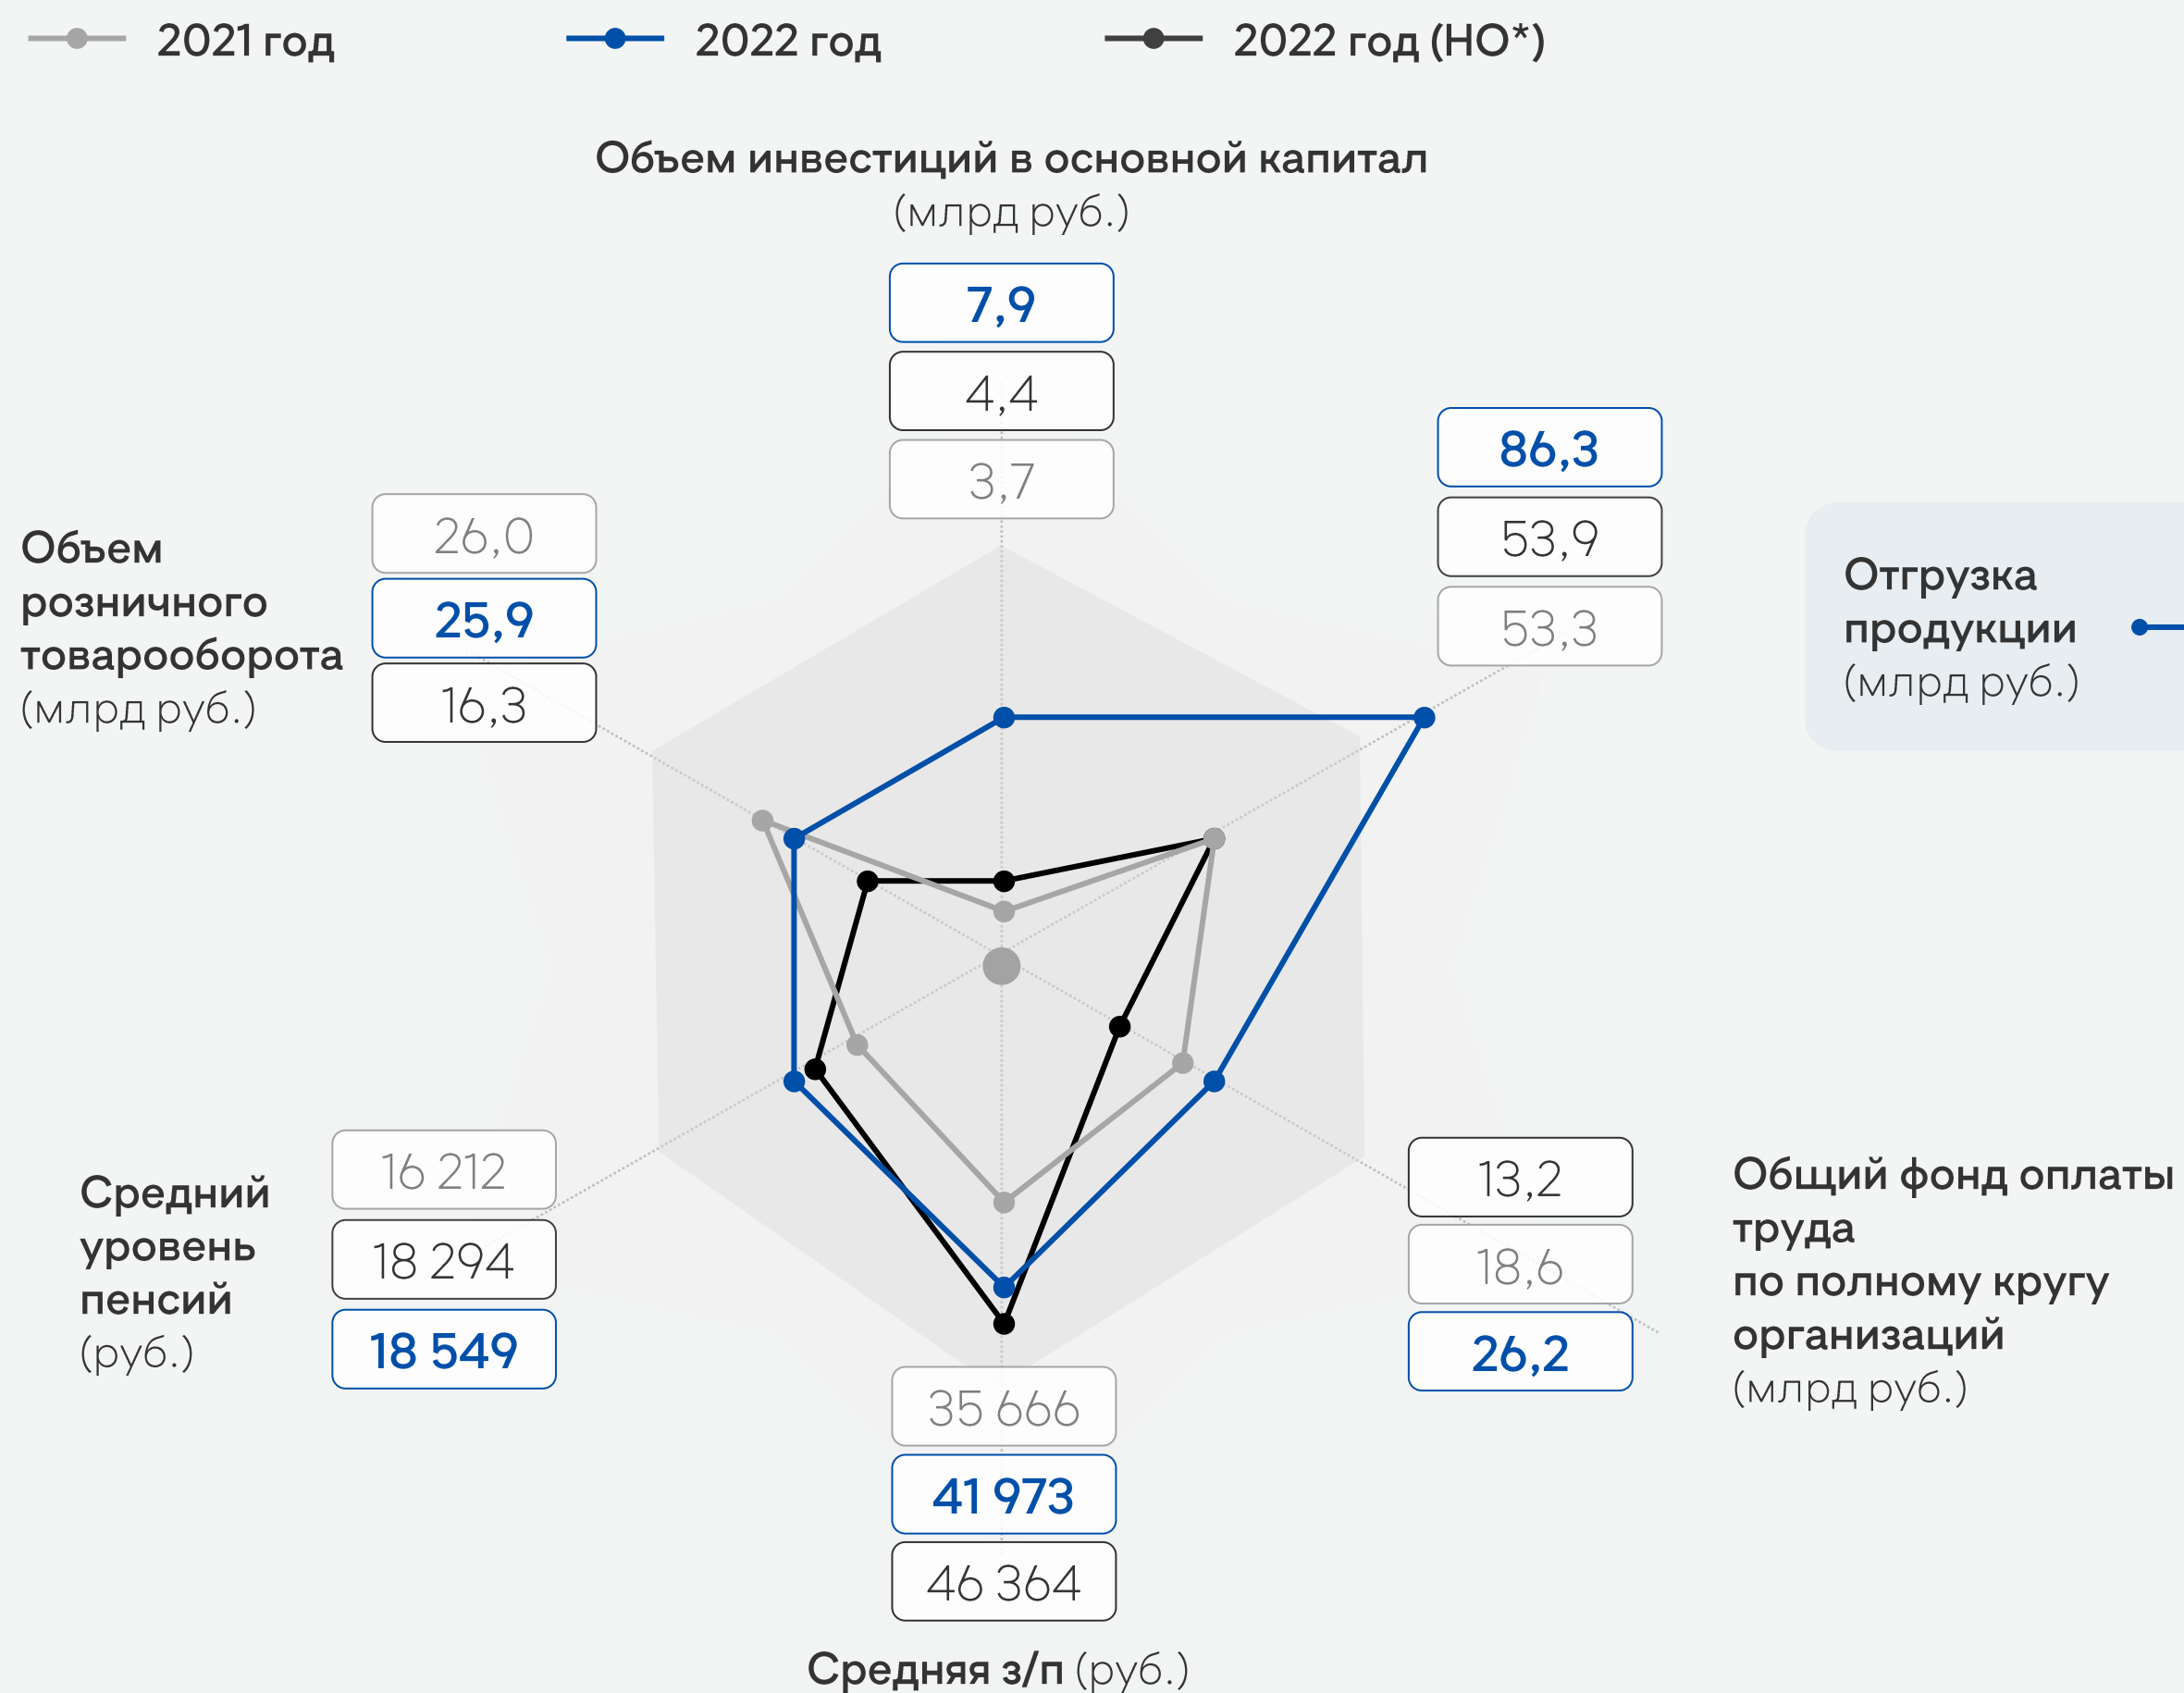 2021 год
2022 год
2022 год (НО*)
Объем инвестиций в основной капитал
(млрд руб.)
7,9
4,4
3,7
86,3
53,9
53,3
Отгрузка
продукции
(млрд руб.)
Объем
розничного
товарооборота
(млрд руб.)
26,0
25,9
16,3
Средний
уровень
пенсий
(руб.)
16 212
18 294
18 549
13,2
18,6
26,2
Общий фонд оплаты
труда
по полному кругу
организаций
(млрд руб.)
35 666
41 973
46 364
Средняя з/п (руб.)